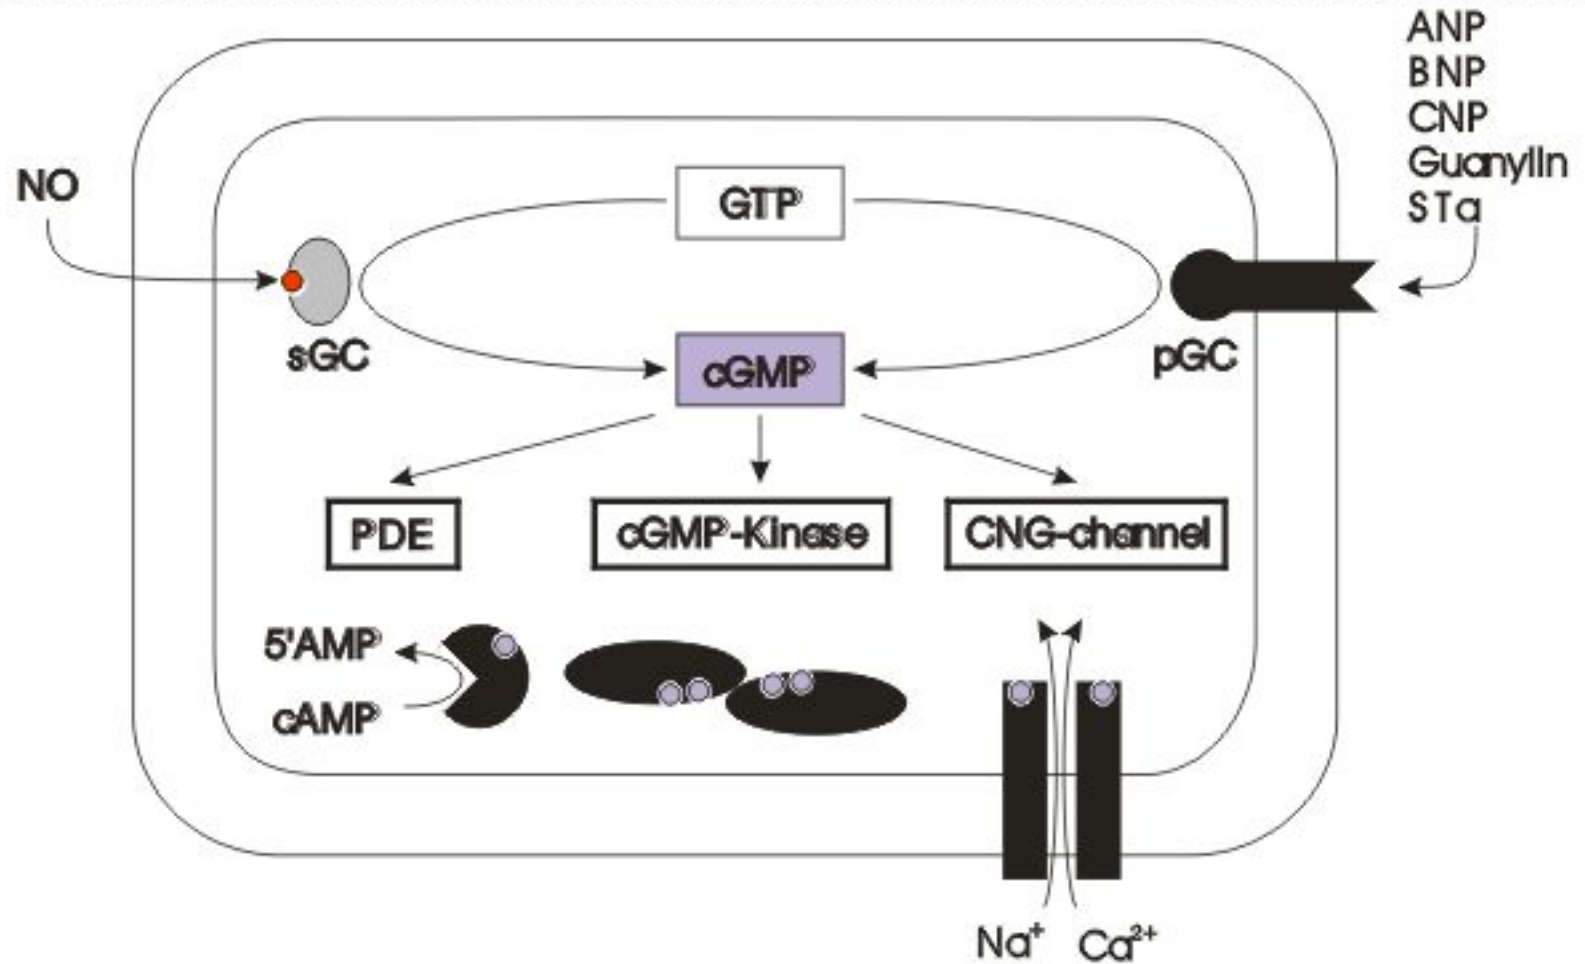 ANP
BNP
CNP
Guanylin
STa
NO
GTP
sGC
cGMP
pGC
PDE
cGMP-Kinase
CNG-channel
5'AMP
cAMP
Na⁺ Ca²⁺